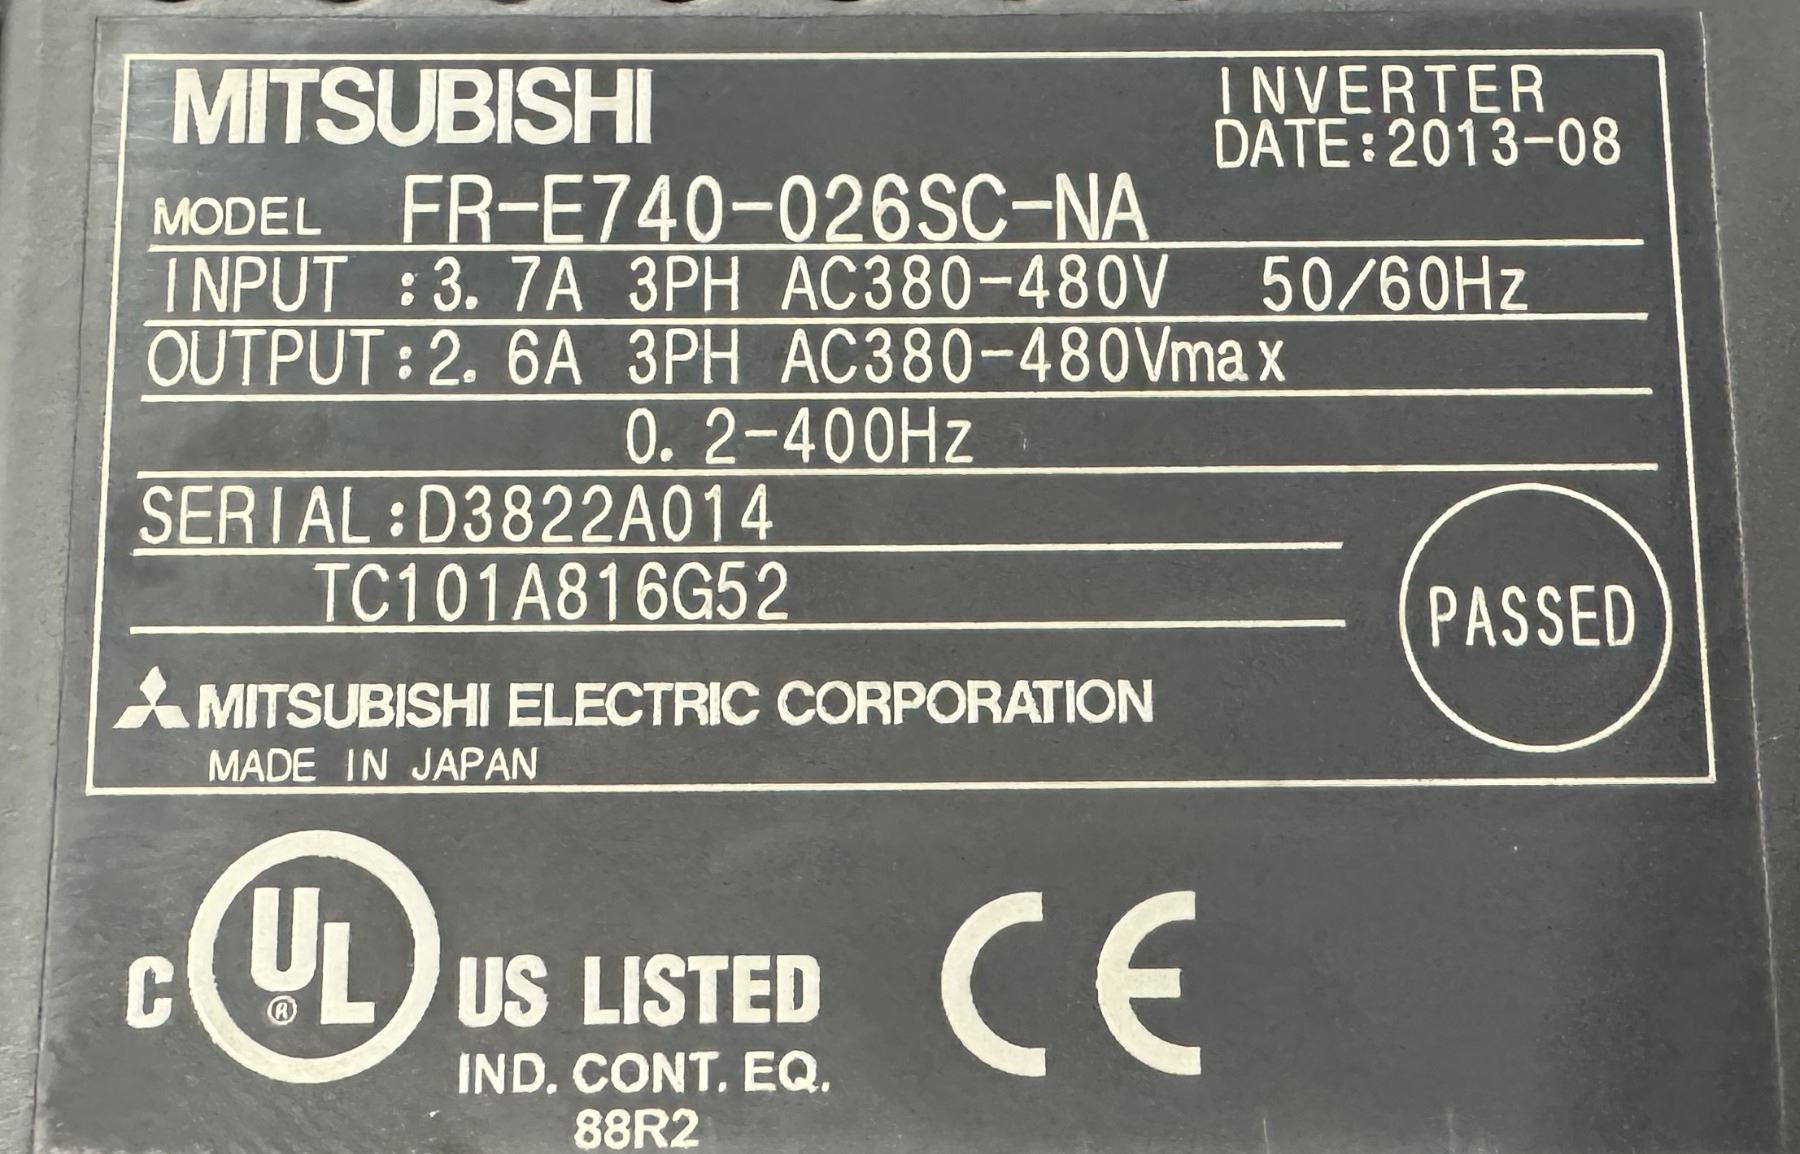 MITSUBISHI
INVERTER
DATE:2013-08
MODEL FR-E740-026SC-NA
INPUT :3.7A 3PH AC380-480V 50/60Hz
OUTPUT:2.6A 3PH AC380-480Vmax
0.2-400Hz
SERIAL:D3822A014
TC101A816G52
PASSED
MITSUBISHI ELECTRIC CORPORATION
MADE IN JAPAN
C UL ® US LISTED CE
IND. CONT. EQ.
88R2